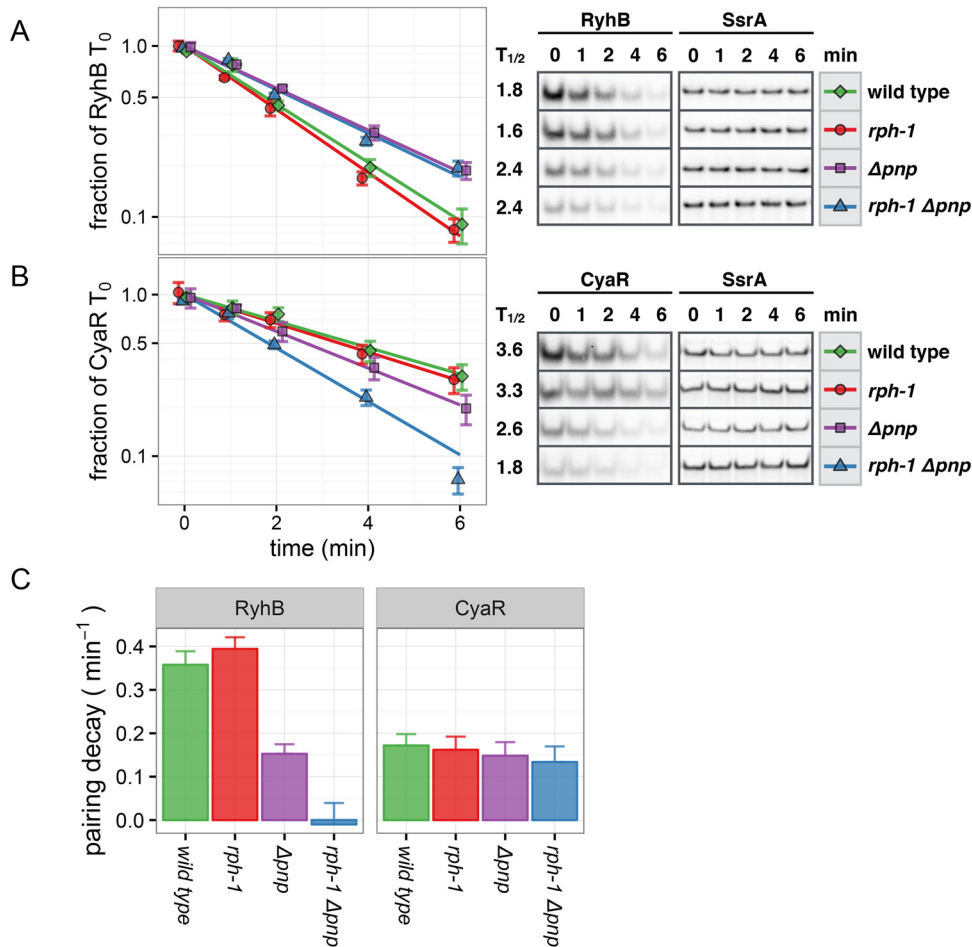 A
fraction of RyhB T0
1.0
0.5
0.1
RyhB SsrA
T1/2 0 1 2 4 6 0 1 2 4 6 min
1.8 wild type
1.6 rph-1
2.4 Δpnp
2.4 rph-1 Δpnp
B
fraction of CyaR T0
1.0
0.5
0.1
0 2 4 6
time (min)
CyaR SsrA
T1/2 0 1 2 4 6 0 1 2 4 6 min
3.6 wild type
3.3 rph-1
2.6 Δpnp
1.8 rph-1 Δpnp
C
pairing decay ( min−1 )
RyhB CyaR
0.4
0.3
0.2
0.1
0.0
wild type rph-1 Δpnp rph-1 Δpnp wild type rph-1 Δpnp rph-1 Δpnp